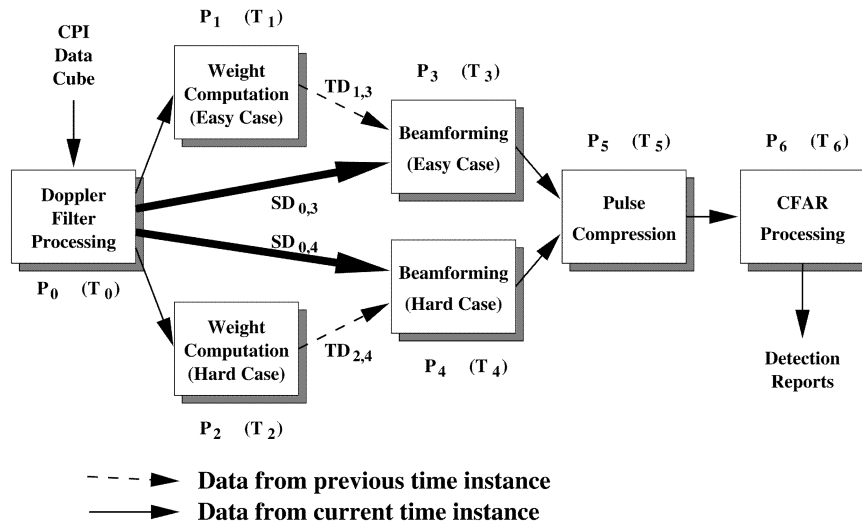 CPI
Data
Cube
Doppler
Filter
Processing
P0 (T0)
P1 (T1)
Weight
Computation
(Easy Case)
TD1,3
SD0,3
SD0,4
Weight
Computation
(Hard Case)
TD2,4
P2 (T2)
P3 (T3)
Beamforming
(Easy Case)
Beamforming
(Hard Case)
P4 (T4)
P5 (T5)
Pulse
Compression
P6 (T6)
CFAR
Processing
Detection
Reports
Data from previous time instance
Data from current time instance